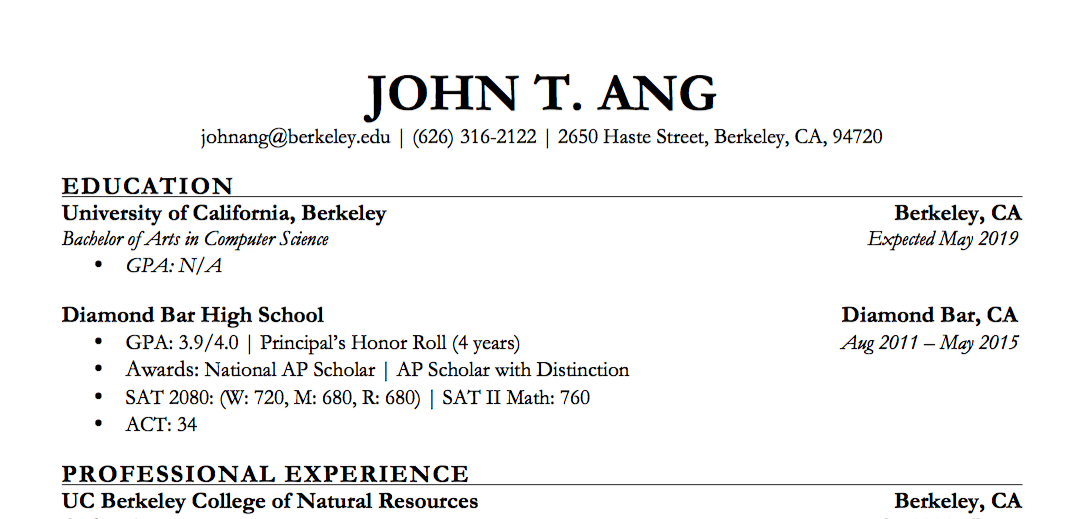 JOHN T. ANG
johnang@berkeley.edu | (626) 316-2122 | 2650 Haste Street, Berkeley, CA, 94720
EDUCATION
University of California, Berkeley Berkeley, CA
Bachelor of Arts in Computer Science Expected May 2019
• GPA: N/A
Diamond Bar High School Diamond Bar, CA
• GPA: 3.9/4.0 | Principal’s Honor Roll (4 years) Aug 2011 – May 2015
• Awards: National AP Scholar | AP Scholar with Distinction
• SAT 2080: (W: 720, M: 680, R: 680) | SAT II Math: 760
• ACT: 34
PROFESSIONAL EXPERIENCE
UC Berkeley College of Natural Resources Berkeley, CA